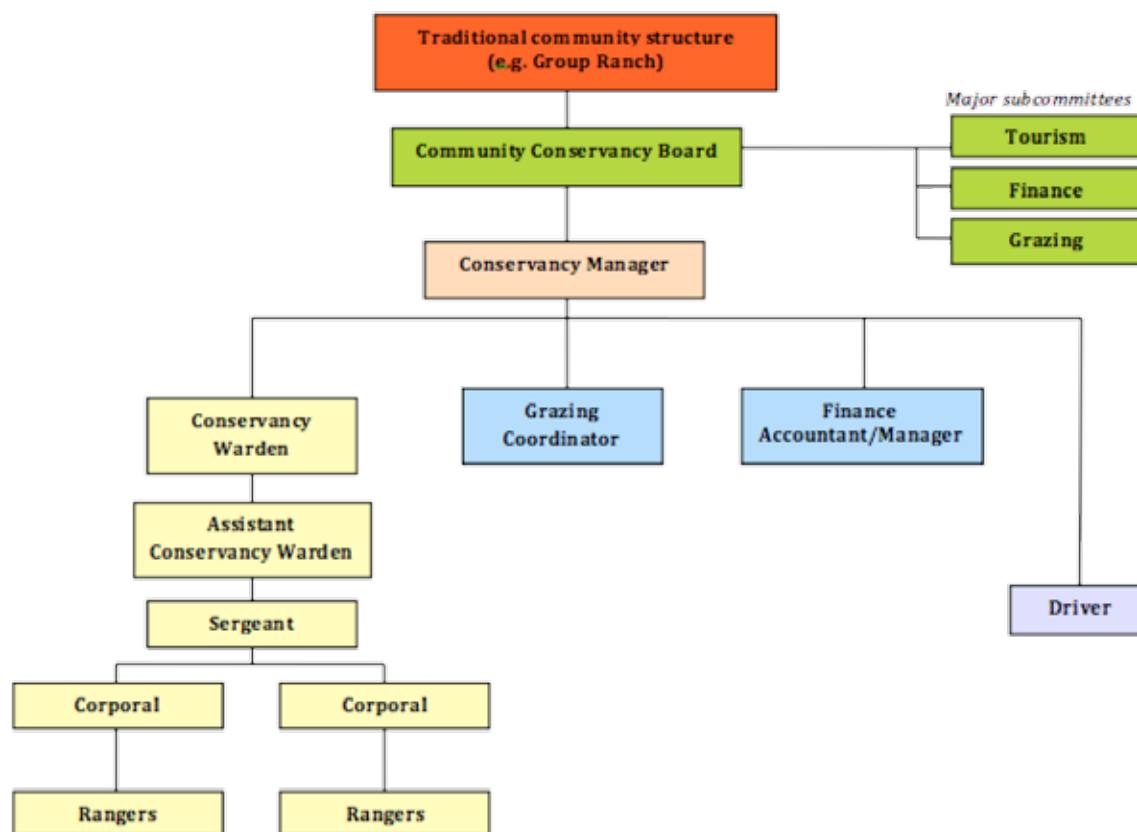 Traditional community structure
(e.g. Group Ranch)
Major subcommittees
Community Conservancy Board
Tourism
Finance
Grazing
Conservancy Manager
Conservancy
Warden
Grazing
Coordinator
Finance
Accountant/Manager
Assistant
Conservancy Warden
Driver
Sergeant
Corporal
Corporal
Rangers
Rangers